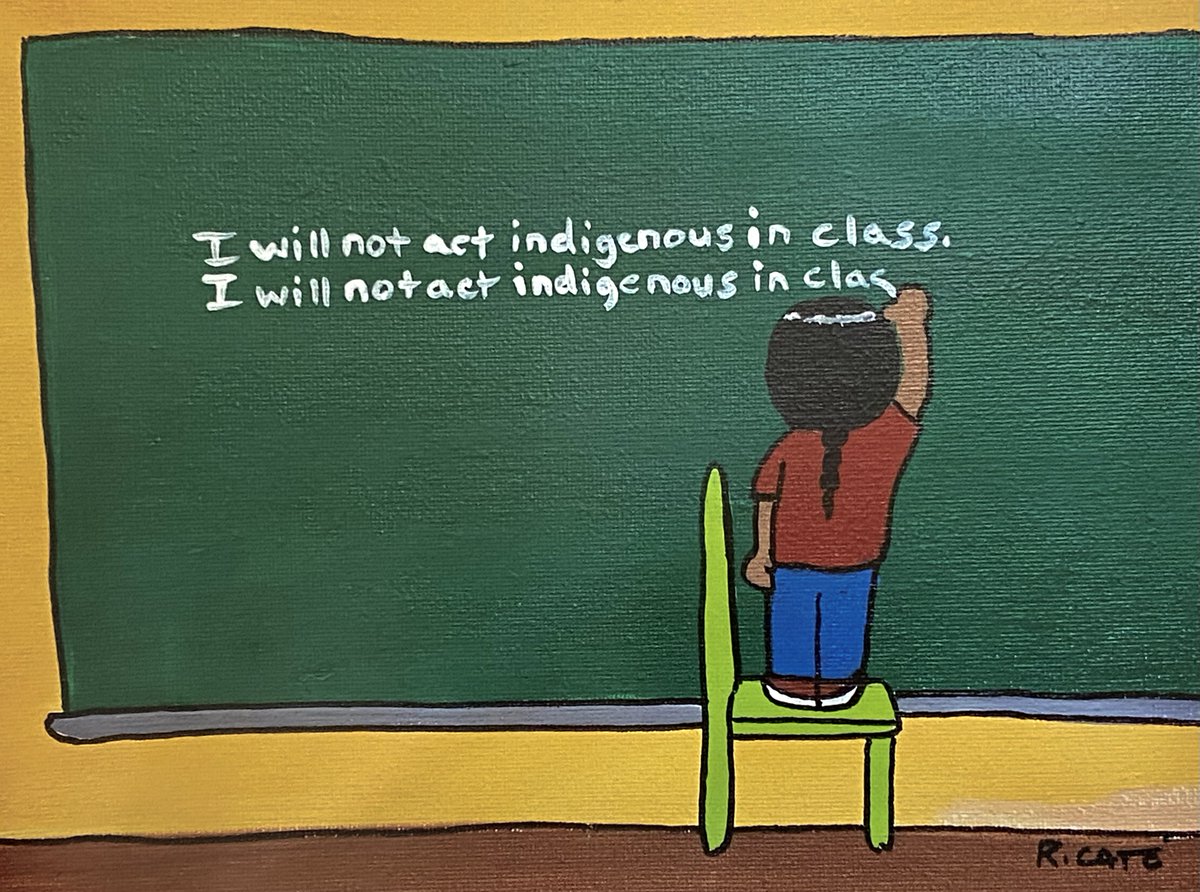 I will not act indigenous in class.
I will not act indigenous in clas
R. CATE'